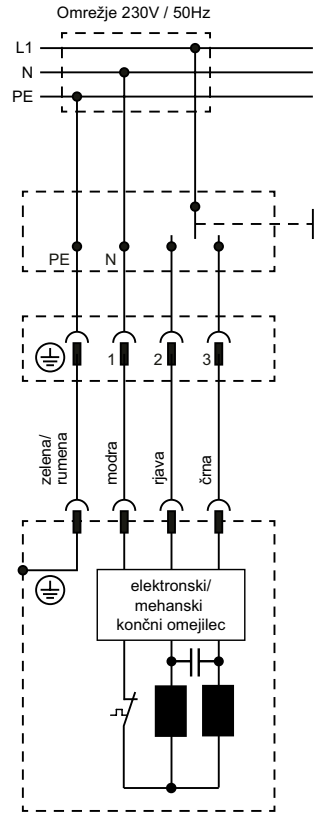 Omrežje 230V / 50Hz
L1
N
PE
PE
N
1
2
3
zelena/
rumena
modra
rjava
črna
elektronski/
mehanski
končni omejilec